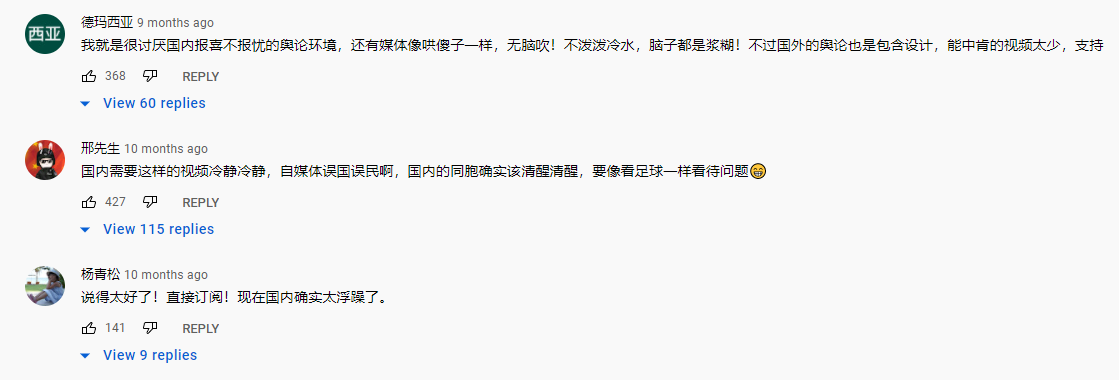 西亚
德玛西亚 9 months ago
我就是很讨厌国内报喜不报忧的舆论环境，还有媒体像哄傻子一样，无脑吹！不泼泼冷水，脑子都是浆糊！不过国外的舆论也是包含设计，能中肯的视频太少，支持
368 REPLY
View 60 replies
邢先生 10 months ago
国内需要这样的视频冷静冷静，自媒体误国误民啊，国内的同胞确实该清醒清醒，要像看足球一样看待问题😁
427 REPLY
View 115 replies
杨青松 10 months ago
说得太好了！直接订阅！现在国内确实太浮躁了。
141 REPLY
View 9 replies